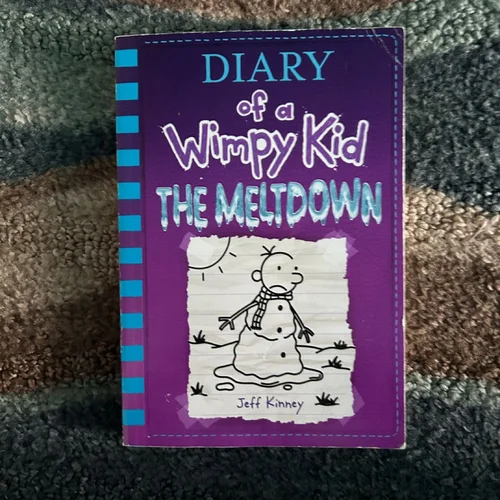 DIARY
of a
Wimpy Kid
THE MELTDOWN
Jeff Kinney